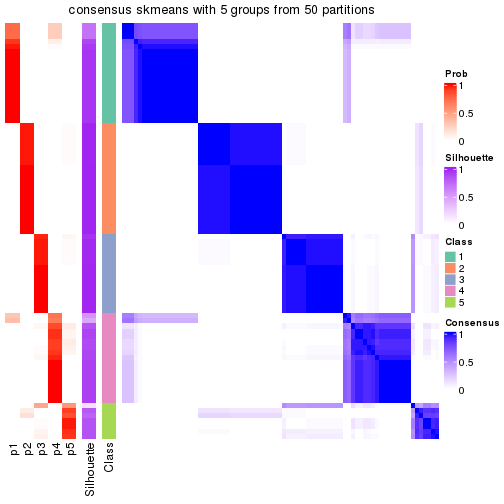 consensus skmeans with 5 groups from 50 partitions
Prob
1
0.5
0
Silhouette
1
0.5
0
Class
1
2
3
4
5
Consensus
1
0.5
0
p1
p2
p3
p4
p5
Silhouette
Class